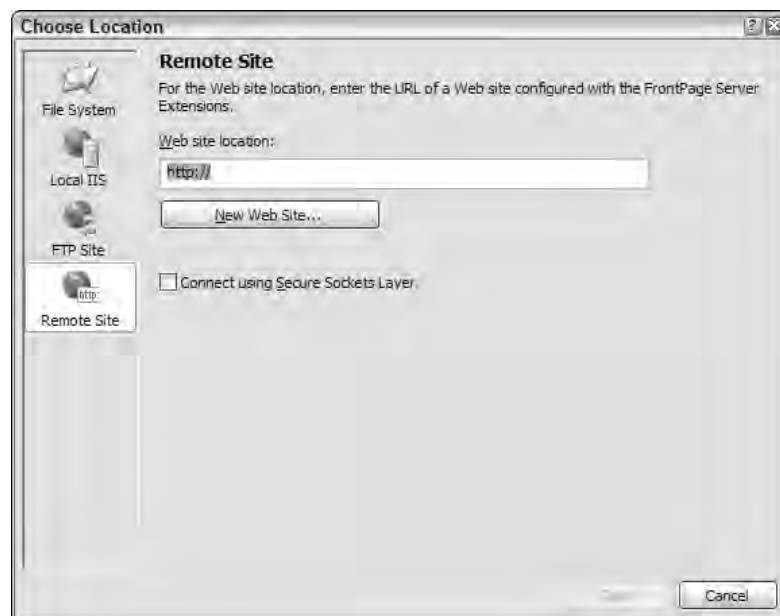 Choose Location
File System
Local IIS
FTP Site
http:
Remote Site
Remote Site
For the Web site location, enter the URL of a Web site configured with the FrontPage Server
Extensions.
Web site location:
http://
New Web Site...
Connect using Secure Sockets Layer.
Cancel